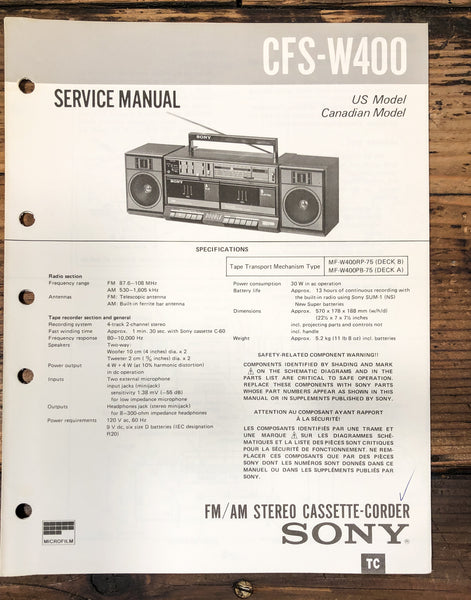 CFS-W400
US Model
Canadian Model
SERVICE MANUAL
SONY
SONY
DOUBLE
SPECIFICATIONS
Tape Transport Mechanism Type
MF-W400RP-75 (DECK B)
MF-W400PB-75 (DECK A)
Radio section
Frequency range FM 87.6–108 MHz
AM 530–1,605 kHz
Antennas FM: Telescopic antenna
AM: Built-in ferrite bar antenna
Tape recorder section and general
Recording system 4-track 2-channel stereo
Fast winding time Approx. 1 min. 30 sec. with Sony cassette C-60
Frequency response 80–10,000 Hz
Speakers Two-way:
Woofer 10 cm (4 inches) dia. x 2
Tweeter 2 cm ( inches) dia. x 2
Power output 4 W + 4 W (at 10% harmonic distortion)
in dc operation
Inputs Two external microphone
input jacks (minijack)
sensitivity 1.38 mV (–55 dB)
for low impedance microphone
Outputs Headphones jack (stereo minijack)
for 8–300-ohm impedance headphones
Power requirements 120 V ac, 60 Hz
9 V dc, six size D batteries (IEC designation
R20)
Power consumption 30 W in ac operation
Battery life Approx. 13 hours of continuous recording with
the built-in radio using Sony SUM-1 (NS)
New Super batteries
Dimensions Approx. 570 x 178 x 188 mm (w/h/d)
(22½ x 7 x 7½ inches)
incl. projecting parts and controls not
incl. handle
Weight Approx. 5.2 kg (11 lb 8 oz) incl. batteries
SAFETY-RELATED COMPONENT WARNING!!
COMPONENTS IDENTIFIED BY SHADING AND MARK
ON THE SCHEMATIC DIAGRAMS AND IN THE
PARTS LIST ARE CRITICAL TO SAFE OPERATION.
REPLACE THESE COMPONENTS WITH SONY PARTS
WHOSE PART NUMBERS APPEAR AS SHOWN IN THIS
MANUAL OR IN SUPPLEMENTS PUBLISHED BY SONY.
ATTENTION AU COMPOSANT AYANT RAPPORT
À LA SÉCURITÉ!
LES COMPOSANTS IDENTIFIÉS PAR UNE TRAME ET
UNE MARQUE SUR LES DIAGRAMMES SCHÉ-
MATIQUES ET LA LISTE DES PIÈCES SONT CRITIQUES
POUR LA SÉCURITÉ DE FONCTIONNEMENT. NE REM-
PLACER CES COMPOSANTS QUE PAR DES PIÈCES
SONY DONT LES NUMÉROS SONT DONNÉS DANS CE
MANUEL OU DANS LES SUPPLÉMENTS PUBLIÉS PAR
SONY.
FM/AM STEREO CASSETTE-CORDER
SONY®
TC
MICROFILM